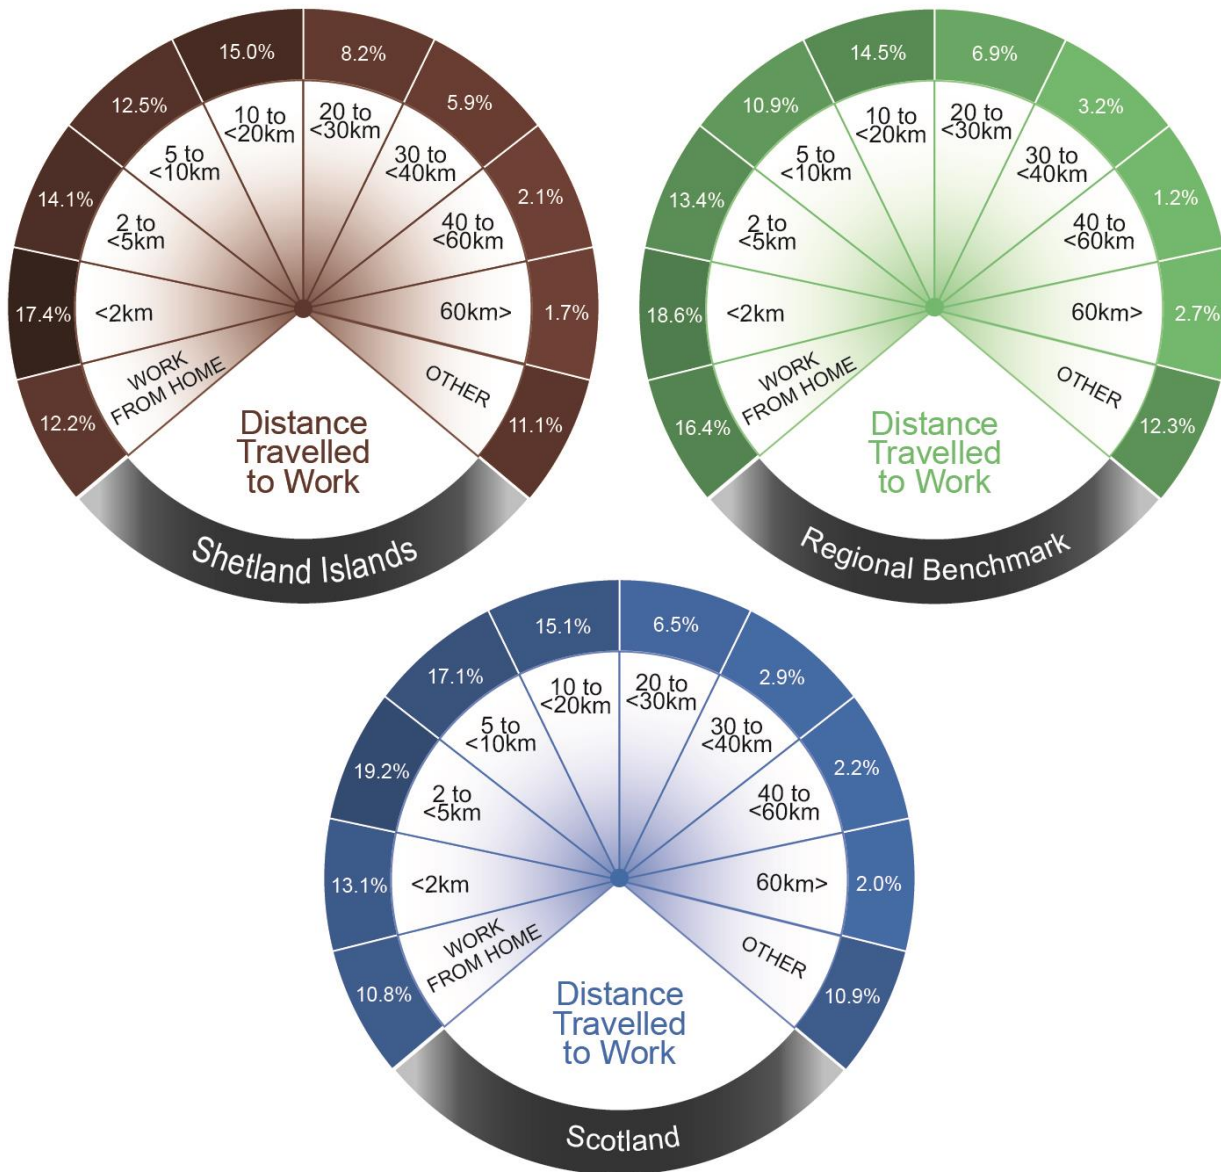 12.2%
17.4%
14.1%
12.5%
15.0%
8.2%
5.9%
2.1%
1.7%
11.1%
WORK
FROM HOME
<2km
2 to
<5km
5 to
<10km
10 to
<20km
20 to
<30km
30 to
<40km
40 to
<60km
60km>
OTHER
Distance
Travelled
to Work
Shetland Islands
16.4%
18.6%
13.4%
10.9%
14.5%
6.9%
3.2%
1.2%
2.7%
12.3%
WORK
FROM HOME
<2km
2 to
<5km
5 to
<10km
10 to
<20km
20 to
<30km
30 to
<40km
40 to
<60km
60km>
OTHER
Distance
Travelled
to Work
Regional Benchmark
10.8%
13.1%
19.2%
17.1%
15.1%
6.5%
2.9%
2.2%
2.0%
10.9%
WORK
FROM HOME
<2km
2 to
<5km
5 to
<10km
10 to
<20km
20 to
<30km
30 to
<40km
40 to
<60km
60km>
OTHER
Distance
Travelled
to Work
Scotland